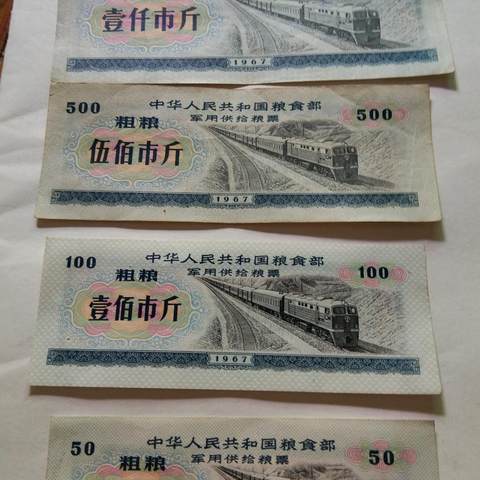 壹仟市斤
1967
500 中华人民共和国粮食部 500
粗粮 军用供给粮票
伍佰市斤
1967
100 中华人民共和国粮食部 100
粗粮 军用供给粮票
壹佰市斤
1967
50 中华人民共和国粮食部 50
粗粮 军用供给粮票